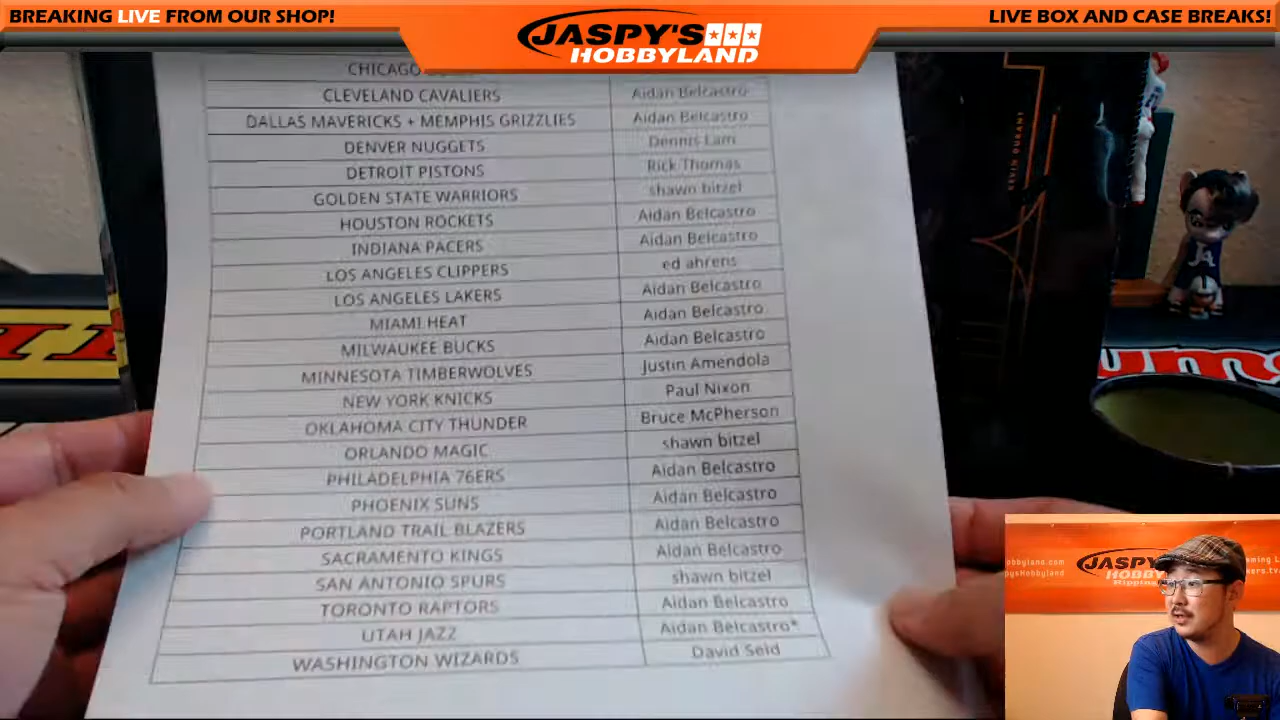 BREAKING LIVE FROM OUR SHOP!
JASPY'S
HOBBYLAND
LIVE BOX AND CASE BREAKS!
CHICAGO
CLEVELAND CAVALIERS Aidan Belcastro
DALLAS MAVERICKS + MEMPHIS GRIZZLIES Aidan Belcastro
DENVER NUGGETS Dennis Lam
DETROIT PISTONS Rick Thomas
GOLDEN STATE WARRIORS shawn bitzel
HOUSTON ROCKETS Aidan Belcastro
INDIANA PACERS Aidan Belcastro
LOS ANGELES CLIPPERS ed ahrens
LOS ANGELES LAKERS Aidan Belcastro
MIAMI HEAT Aidan Belcastro
MILWAUKEE BUCKS Aidan Belcastro
MINNESOTA TIMBERWOLVES Justin Amendola
NEW YORK KNICKS Paul Nixon
OKLAHOMA CITY THUNDER Bruce McPherson
ORLANDO MAGIC shawn bitzel
PHILADELPHIA 76ERS Aidan Belcastro
PHOENIX SUNS Aidan Belcastro
PORTLAND TRAIL BLAZERS Aidan Belcastro
SACRAMENTO KINGS Aidan Belcastro
SAN ANTONIO SPURS shawn bitzel
TORONTO RAPTORS Aidan Belcastro
UTAH JAZZ Aidan Belcastro*
WASHINGTON WIZARDS David Seid
KEVIN DURANT
JA
JASPY'S